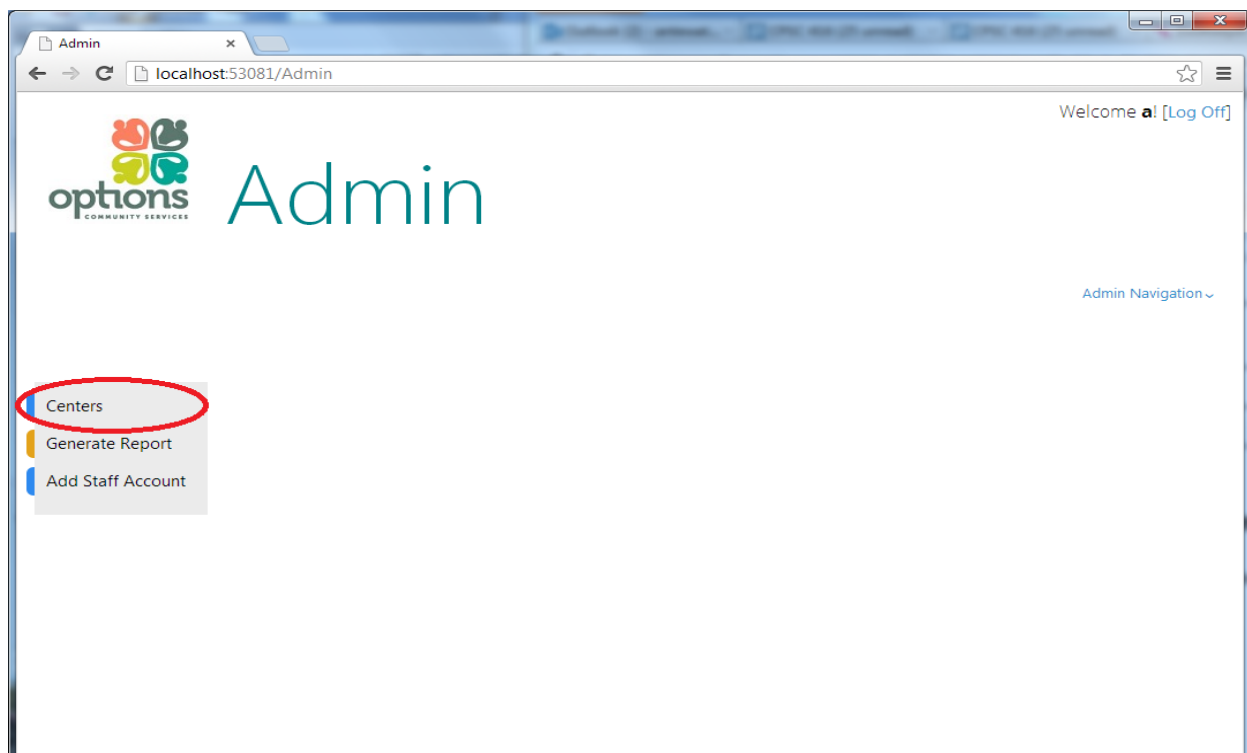 Admin
localhost:53081/Admin
Welcome a! [Log Off]
options
COMMUNITY SERVICES
Admin
Admin Navigation
Centers
Generate Report
Add Staff Account